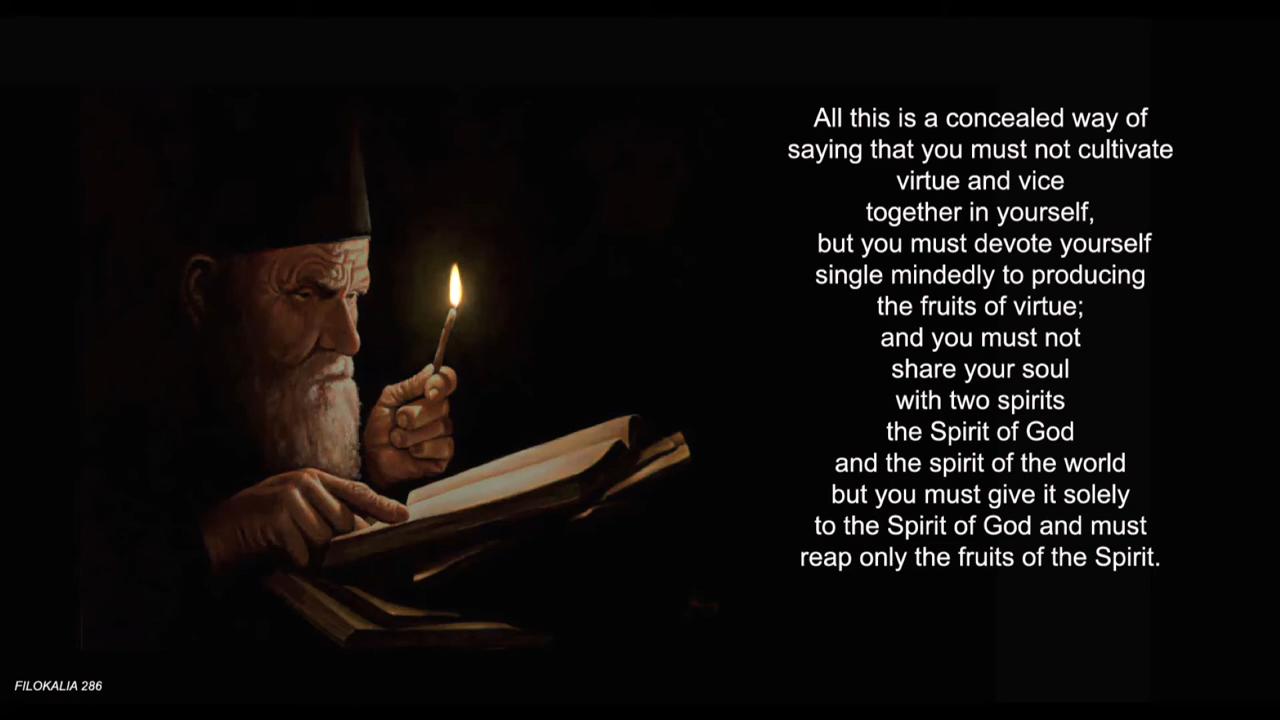 All this is a concealed way of
saying that you must not cultivate
virtue and vice
together in yourself,
but you must devote yourself
single mindedly to producing
the fruits of virtue;
and you must not
share your soul
with two spirits
the Spirit of God
and the spirit of the world
but you must give it solely
to the Spirit of God and must
reap only the fruits of the Spirit.
FILOKALIA 286